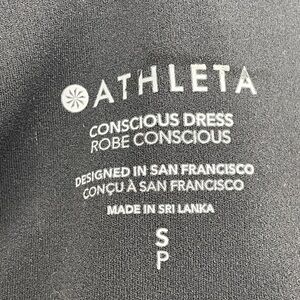 ATHLETA
CONSCIOUS DRESS
ROBE CONSCIOUS
DESIGNED IN SAN FRANCISCO
CONÇU À SAN FRANCISCO
MADE IN SRI LANKA
S
P